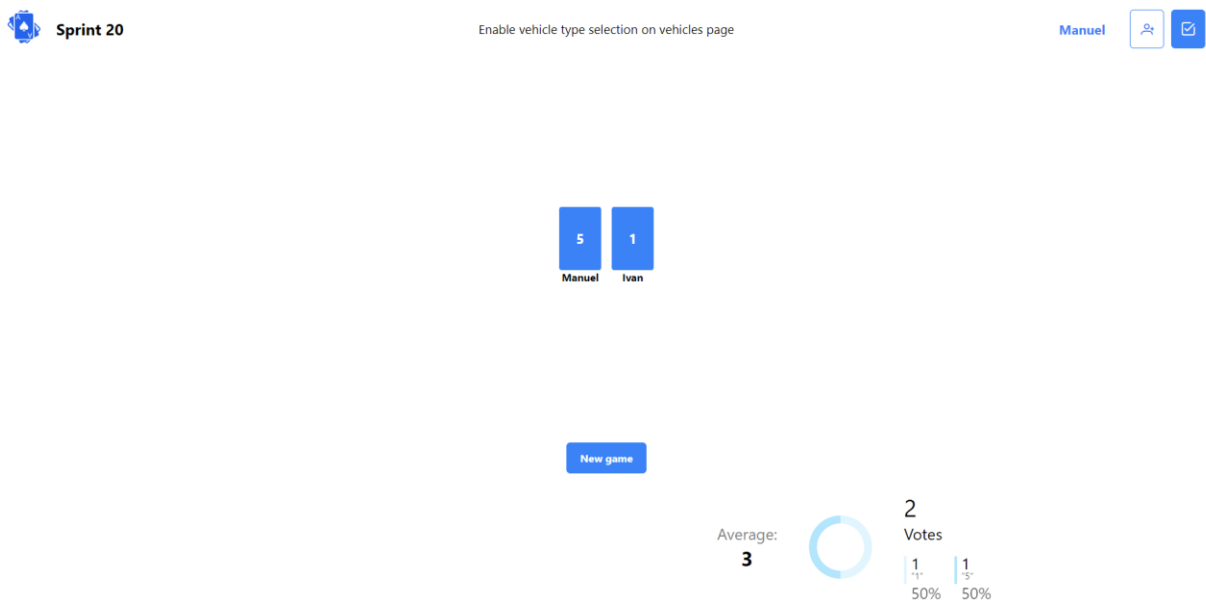 Sprint 20
Enable vehicle type selection on vehicles page
Manuel
5
1
Manuel
Ivan
New game
Average:
3
2
Votes
1
"1"
50%
1
"5"
50%